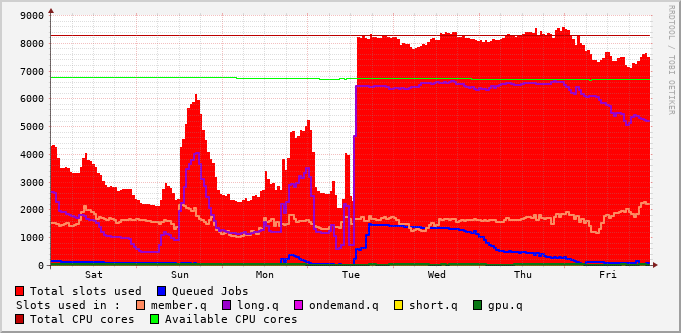 9000
8000
7000
6000
5000
4000
3000
2000
1000
0
Sat Sun Mon Tue Wed Thu Fri
Total slots used Queued Jobs
Slots used in : member.q long.q ondemand.q short.q gpu.q
Total CPU cores Available CPU cores
RRDTOOL / TOBI OETIKER